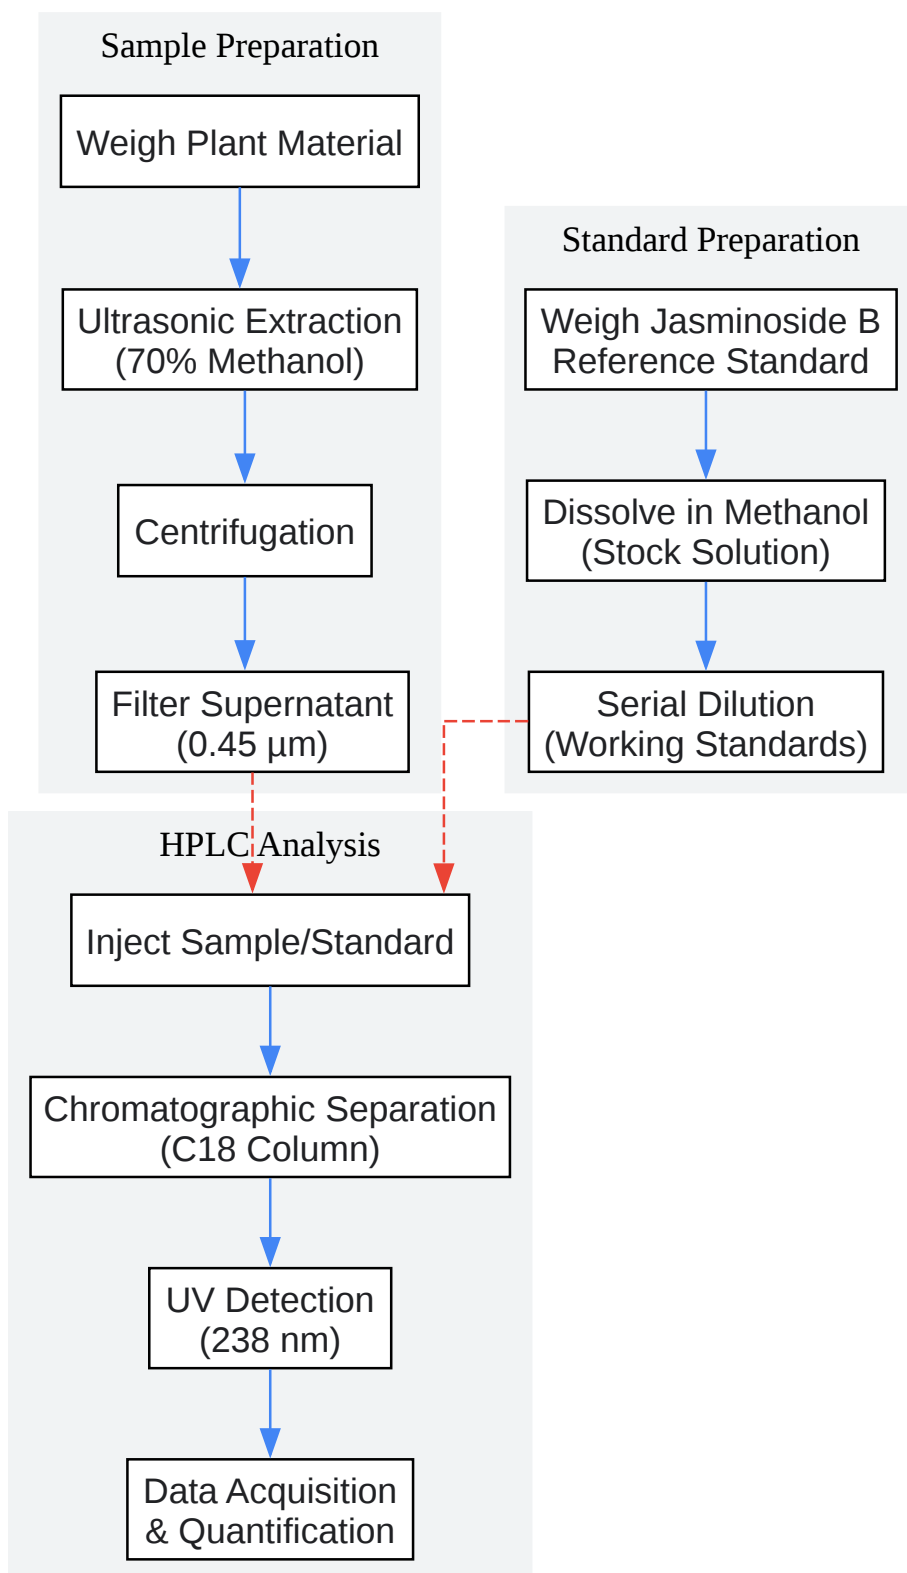 Sample Preparation
Weigh Plant Material
Ultrasonic Extraction
(70% Methanol)
Centrifugation
Filter Supernatant
(0.45 µm)
Standard Preparation
Weigh Jasminoside B
Reference Standard
Dissolve in Methanol
(Stock Solution)
Serial Dilution
(Working Standards)
HPLC Analysis
Inject Sample/Standard
Chromatographic Separation
(C18 Column)
UV Detection
(238 nm)
Data Acquisition
& Quantification